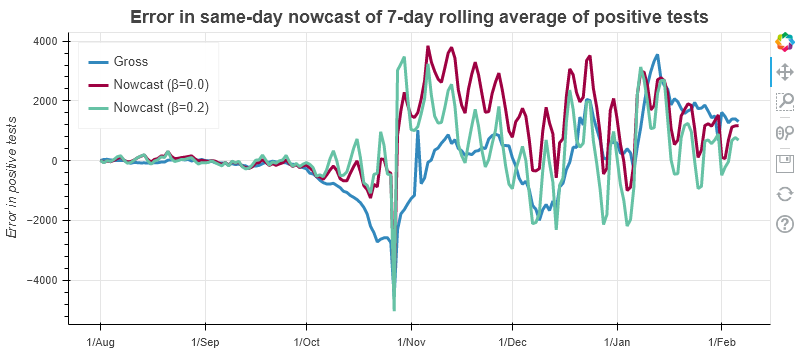 Error in same-day nowcast of 7-day rolling average of positive tests
Error in positive tests
4000
2000
0
−2000
−4000
Gross
Nowcast (β=0.0)
Nowcast (β=0.2)
1/Aug
1/Sep
1/Oct
1/Nov
1/Dec
1/Jan
1/Feb